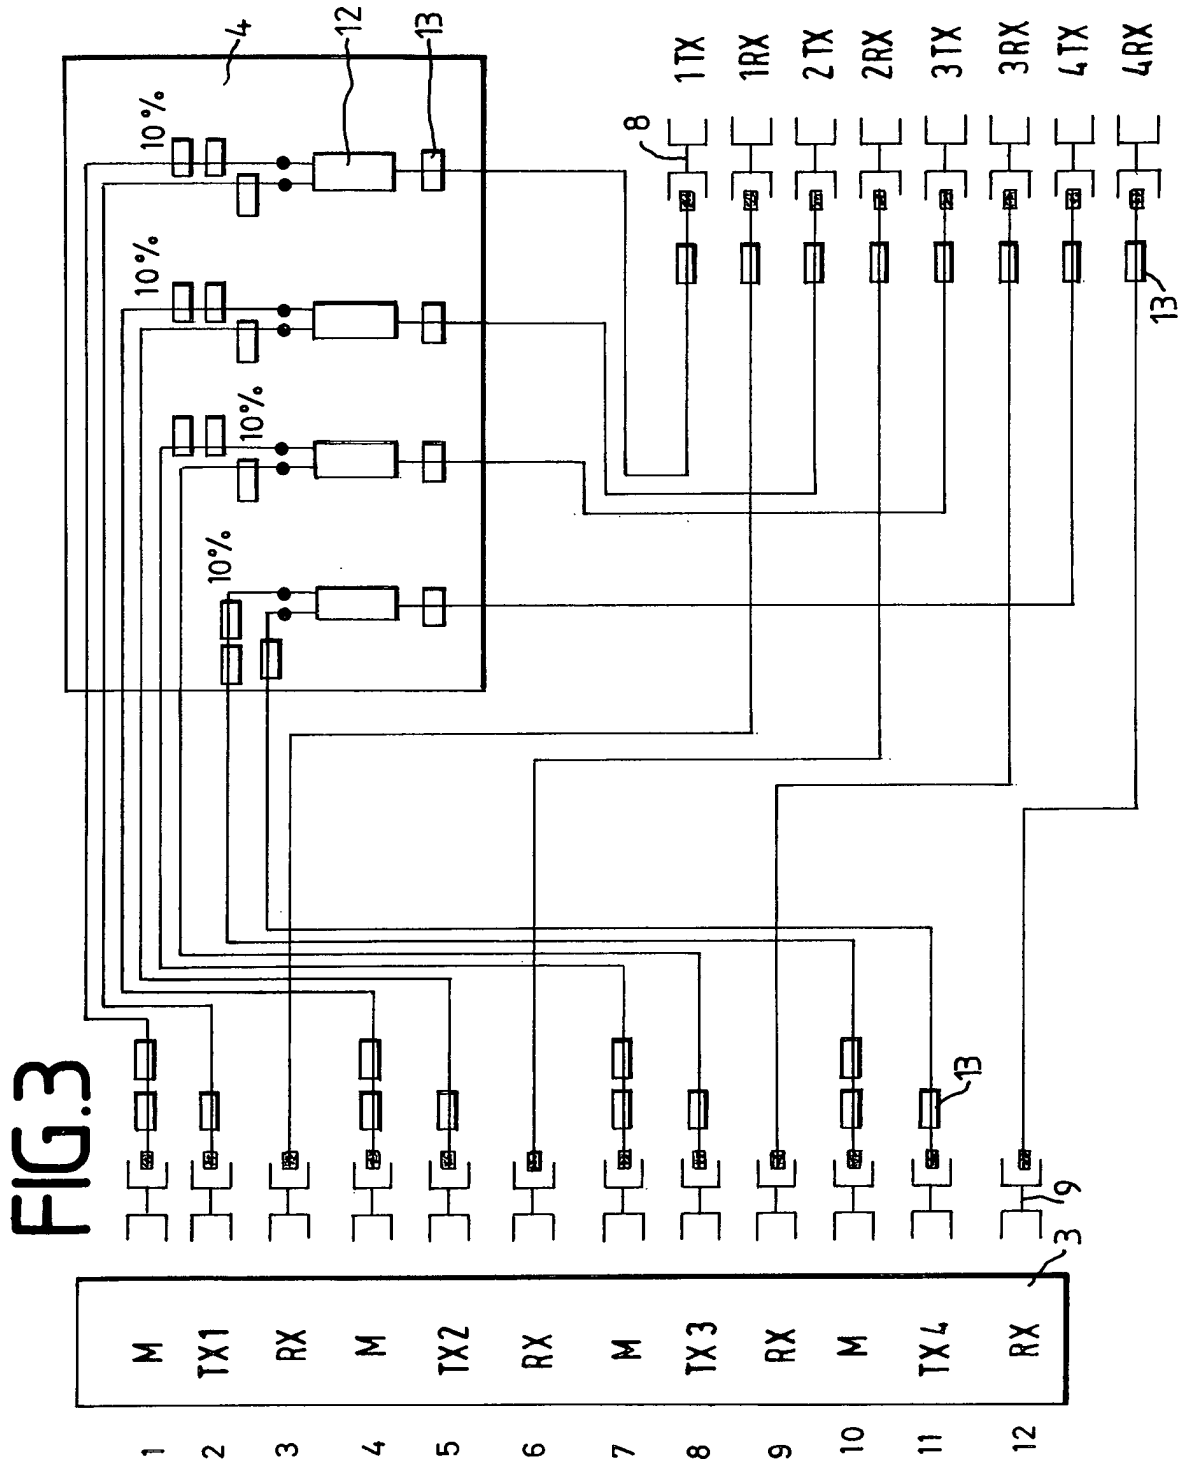 FIG.3
1 M
2 TX1
3 RX
4 M
5 TX2
6 RX
7 M
8 TX3
9 RX
10 M
11 TX4
12 RX
3
9
13
10%
10%
10%
10%
4
12
13
8
1TX
1RX
2TX
2RX
3TX
3RX
4TX
4RX
13